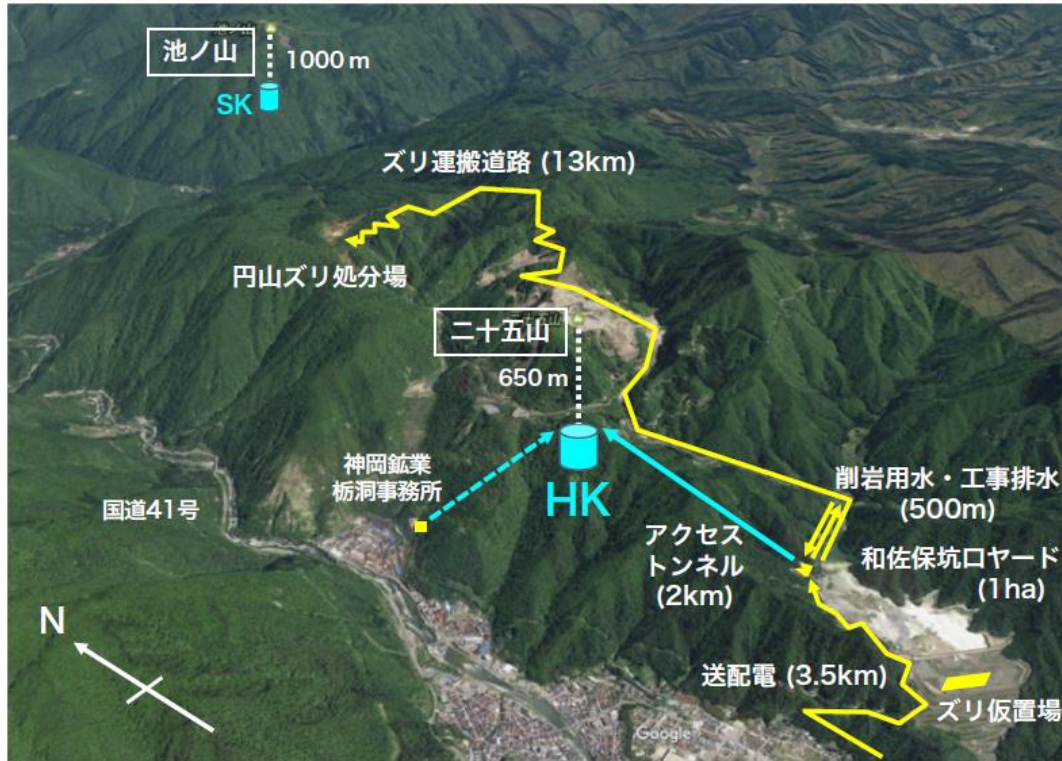 池ノ山
1000 m
SK
ズリ運搬道路 (13km)
円山ズリ処分場
二十五山
650 m
HK
神岡鉱業
栃洞事務所
国道41号
アクセス
トンネル
(2km)
削岩用水・工事排水
(500m)
和佐保坑口ヤード
(1ha)
N
送配電 (3.5km)
ズリ仮置場
Google